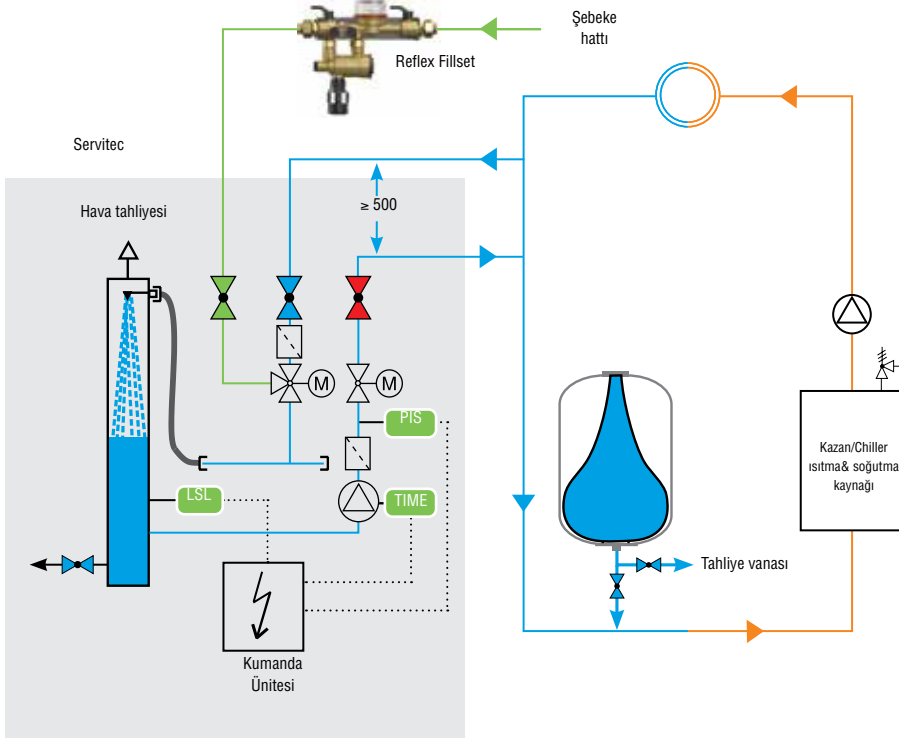 Şebeke
hattı
Reflex Fillset
Servitec
Hava tahliyesi
≥ 500
M
M
PIS
LSL
TIME
Kazan/Chiller
ısıtma& soğutma
kaynağı
Tahliye vanası
Kumanda
Ünitesi